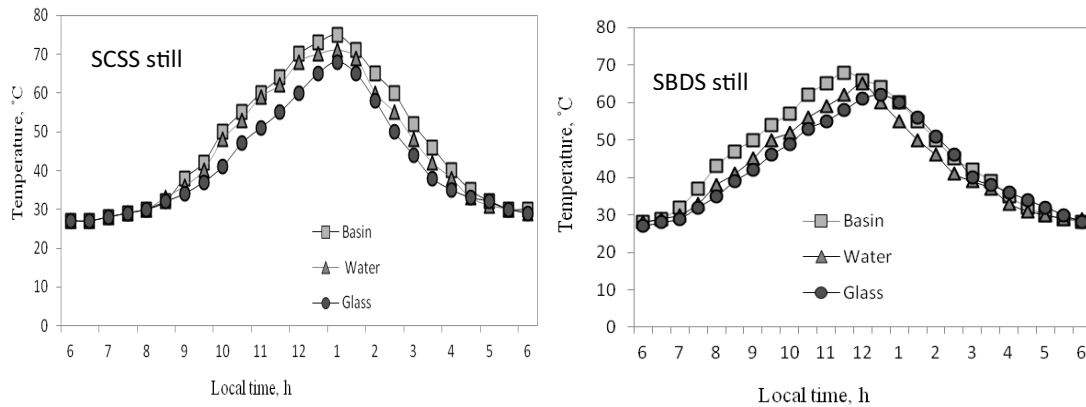 80
70
60
50
40
30
20
10
0
Temperature, °C
SCSS still
Basin
Water
Glass
6 7 8 9 10 11 12 1 2 3 4 5 6
Local time, h
80
70
60
50
40
30
20
10
0
Temperature, °C
SBDS still
Basin
Water
Glass
6 7 8 9 10 11 12 1 2 3 4 5 6
Local time, h